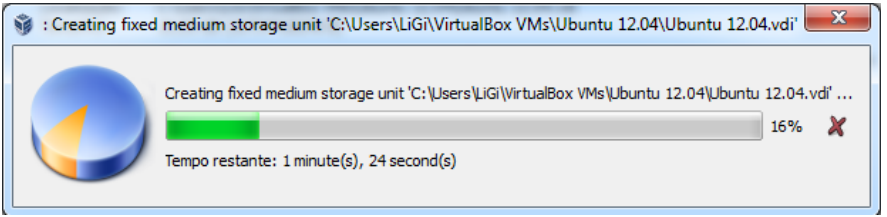 : Creating fixed medium storage unit 'C:\Users\LiGi\VirtualBox VMs\Ubuntu 12.04\Ubuntu 12.04.vdi'
Creating fixed medium storage unit 'C:\Users\LiGi\VirtualBox VMs\Ubuntu 12.04\Ubuntu 12.04.vdi' ...
16%
Tempo restante: 1 minute(s), 24 second(s)